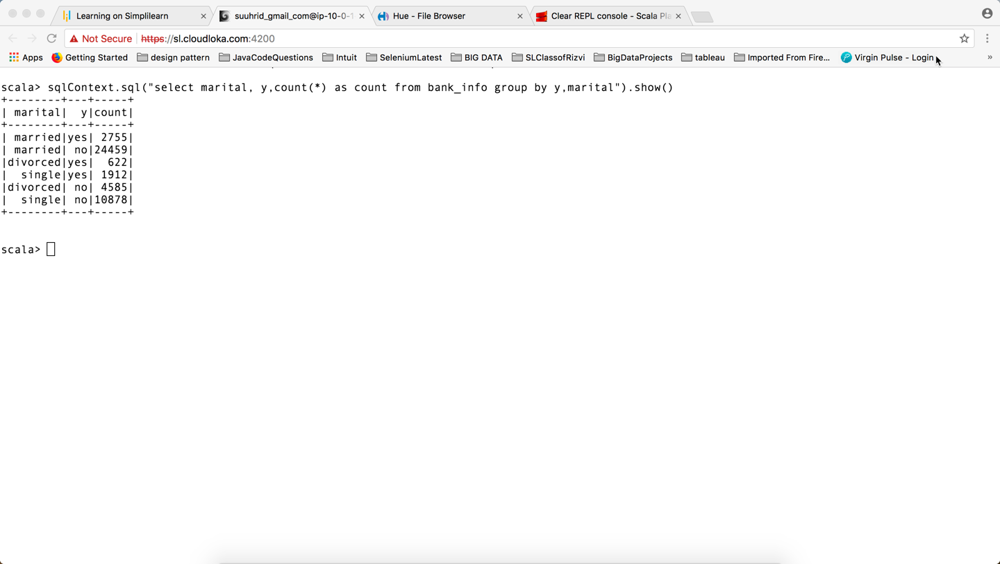 Learning on Simplilearn
suuhrid_gmail_com@ip-10-0-1
Hue - File Browser
Clear REPL console - Scala Pla
Not Secure https://sl.cloudloka.com:4200
Apps Getting Started design pattern JavaCodeQuestions Intuit SeleniumLatest BIG DATA SLClassofRizvi BigDataProjects tableau Imported From Fire... Virgin Pulse - Login »
scala> sqlContext.sql("select marital, y,count(*) as count from bank_info group by y,marital").show()
+--------+---+-----+
| marital|  y|count|
+--------+---+-----+
| married|yes| 2755|
| married| no|24459|
|divorced|yes|  622|
|  single|yes| 1912|
|divorced| no| 4585|
|  single| no|10878|
+--------+---+-----+
scala>